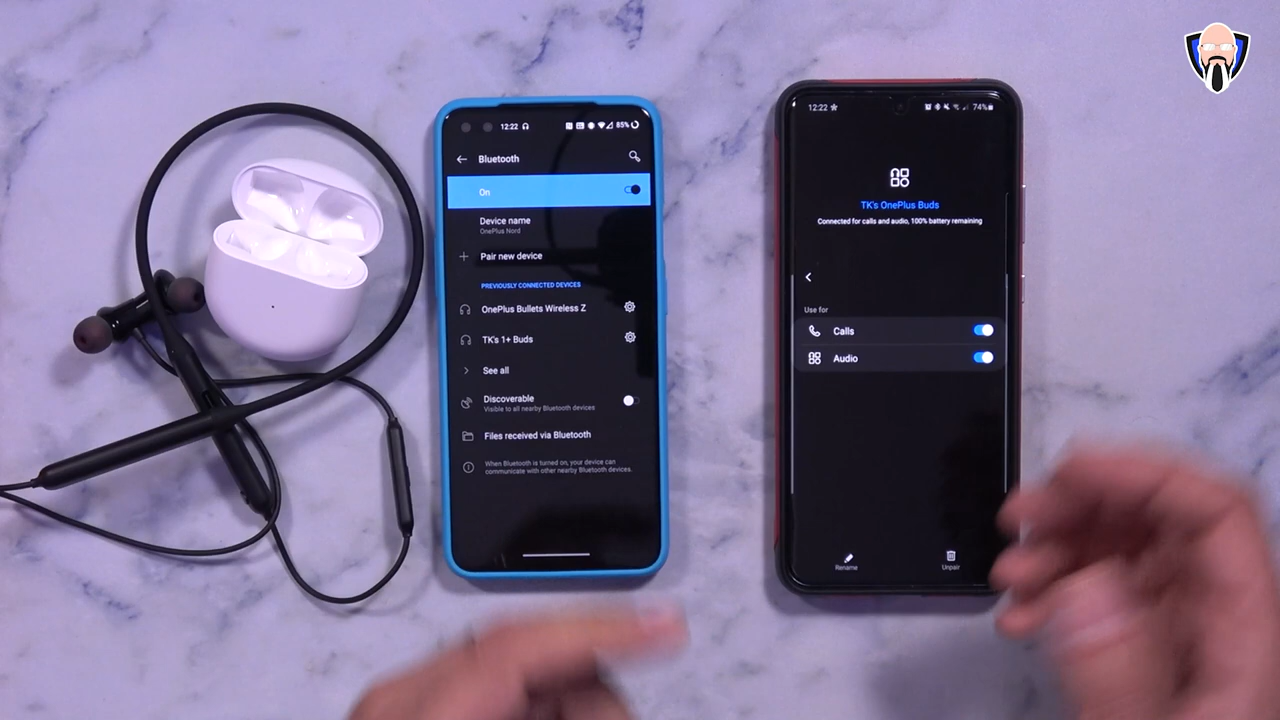 12:22
85%
Bluetooth
On
Device name
OnePlus Nord
Pair new device
PREVIOUSLY CONNECTED DEVICES
OnePlus Bullets Wireless Z
TK's 1+ Buds
See all
Discoverable
Visible to all nearby Bluetooth devices
Files received via Bluetooth
When Bluetooth is turned on, your device can
communicate with other nearby Bluetooth devices.
12:22
74%
TK's OnePlus Buds
Connected for calls and audio, 100% battery remaining
Use for
Calls
Audio
Rename
Unpair